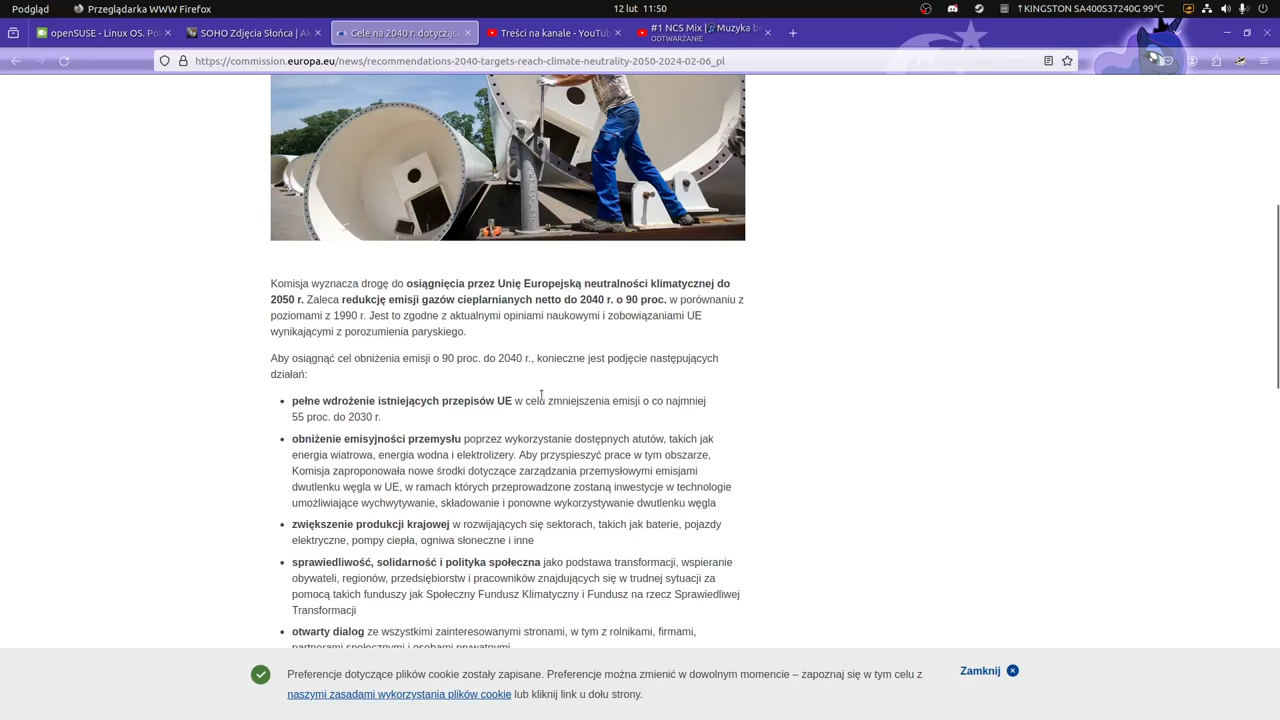 Podgląd
Przeglądarka WWW Firefox
12 lut 11:50
KINGSTON SA400S37240G 59°C
openSUSE - Linux OS. Po
SOHO Zdjęcia Słońca | Ak
Cele na 2040 r. dotycząc
Treści na kanale - YouTub
#1 NCS Mix | Muzyka be
ODTWARZANIE
https://commission.europa.eu/news/recommendations-2040-targets-reach-climate-neutrality-2050-2024-02-06_pl
Komisja wyznacza drogę do osiągnięcia przez Unię Europejską neutralności klimatycznej do
2050 r. Zaleca redukcję emisji gazów cieplarnianych netto do 2040 r. o 90 proc. w porównaniu z
poziomami z 1990 r. Jest to zgodne z aktualnymi opiniami naukowymi i zobowiązaniami UE
wynikającymi z porozumienia paryskiego.
Aby osiągnąć cel obniżenia emisji o 90 proc. do 2040 r., konieczne jest podjęcie następujących
działań:
pełne wdrożenie istniejących przepisów UE w celu zmniejszenia emisji o co najmniej
55 proc. do 2030 r.
obniżenie emisyjności przemysłu poprzez wykorzystanie dostępnych atutów, takich jak
energia wiatrowa, energia wodna i elektrolizery. Aby przyspieszyć prace w tym obszarze,
Komisja zaproponowała nowe środki dotyczące zarządzania przemysłowymi emisjami
dwutlenku węgla w UE, w ramach których przeprowadzone zostaną inwestycje w technologie
umożliwiające wychwytywanie, składowanie i ponowne wykorzystywanie dwutlenku węgla
zwiększenie produkcji krajowej w rozwijających się sektorach, takich jak baterie, pojazdy
elektryczne, pompy ciepła, ogniwa słoneczne i inne
sprawiedliwość, solidarność i polityka społeczna jako podstawa transformacji, wspieranie
obywateli, regionów, przedsiębiorstw i pracowników znajdujących się w trudnej sytuacji za
pomocą takich funduszy jak Społeczny Fundusz Klimatyczny i Fundusz na rzecz Sprawiedliwej
Transformacji
otwarty dialog ze wszystkimi zainteresowanymi stronami, w tym z rolnikami, firmami,
partnerami społecznymi i osobami prywatnymi
Preferencje dotyczące plików cookie zostały zapisane. Preferencje można zmienić w dowolnym momencie – zapoznaj się w tym celu z
naszymi zasadami wykorzystania plików cookie lub kliknij link u dołu strony.
Zamknij